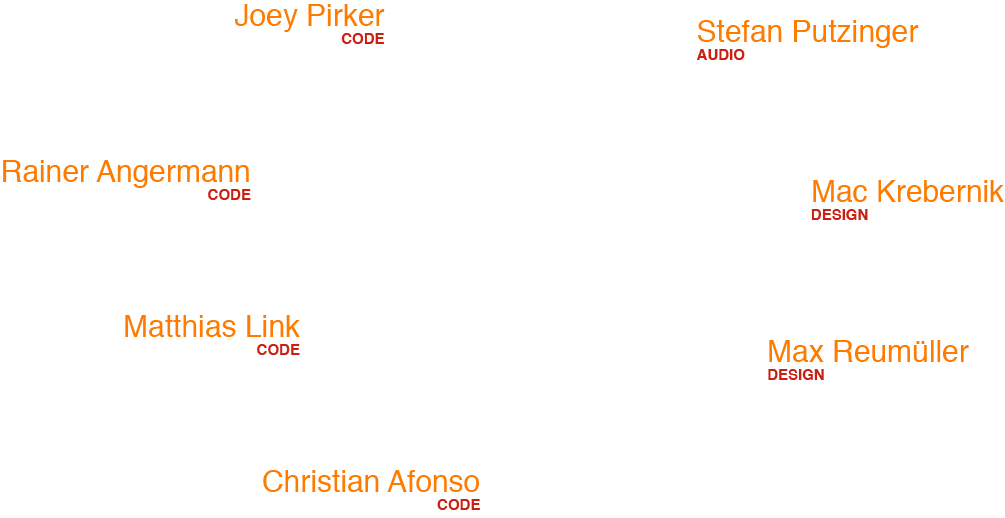 Joey Pirker
CODE
Stefan Putzinger
AUDIO
Rainer Angermann
CODE
Mac Krebernik
DESIGN
Matthias Link
CODE
Max Reumüller
DESIGN
Christian Afonso
CODE